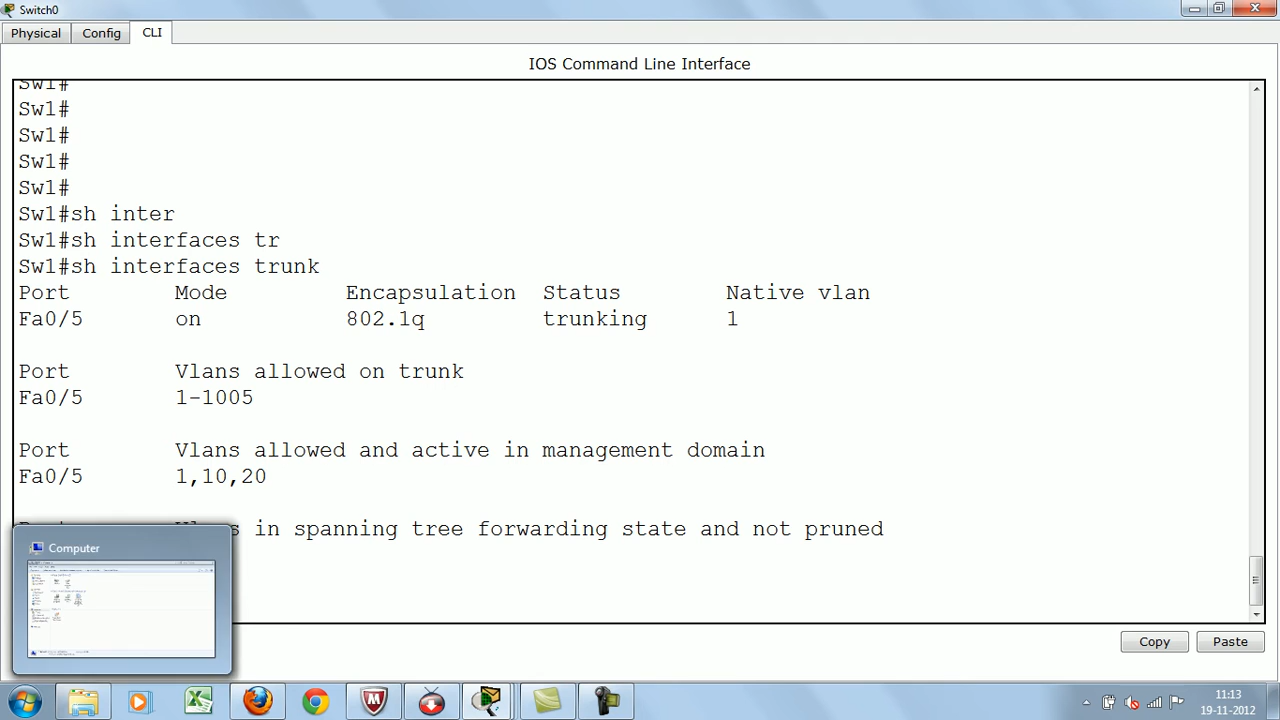 Switch0
Physical Config CLI
IOS Command Line Interface
Sw1#
Sw1#
Sw1#
Sw1#
Sw1#
Sw1#sh inter
Sw1#sh interfaces tr
Sw1#sh interfaces trunk
Port Mode Encapsulation Status Native vlan
Fa0/5 on 802.1q trunking 1
Port Vlans allowed on trunk
Fa0/5 1-1005
Port Vlans allowed and active in management domain
Fa0/5 1,10,20
in spanning tree forwarding state and not pruned
Computer
Copy Paste
11:13
19-11-2012